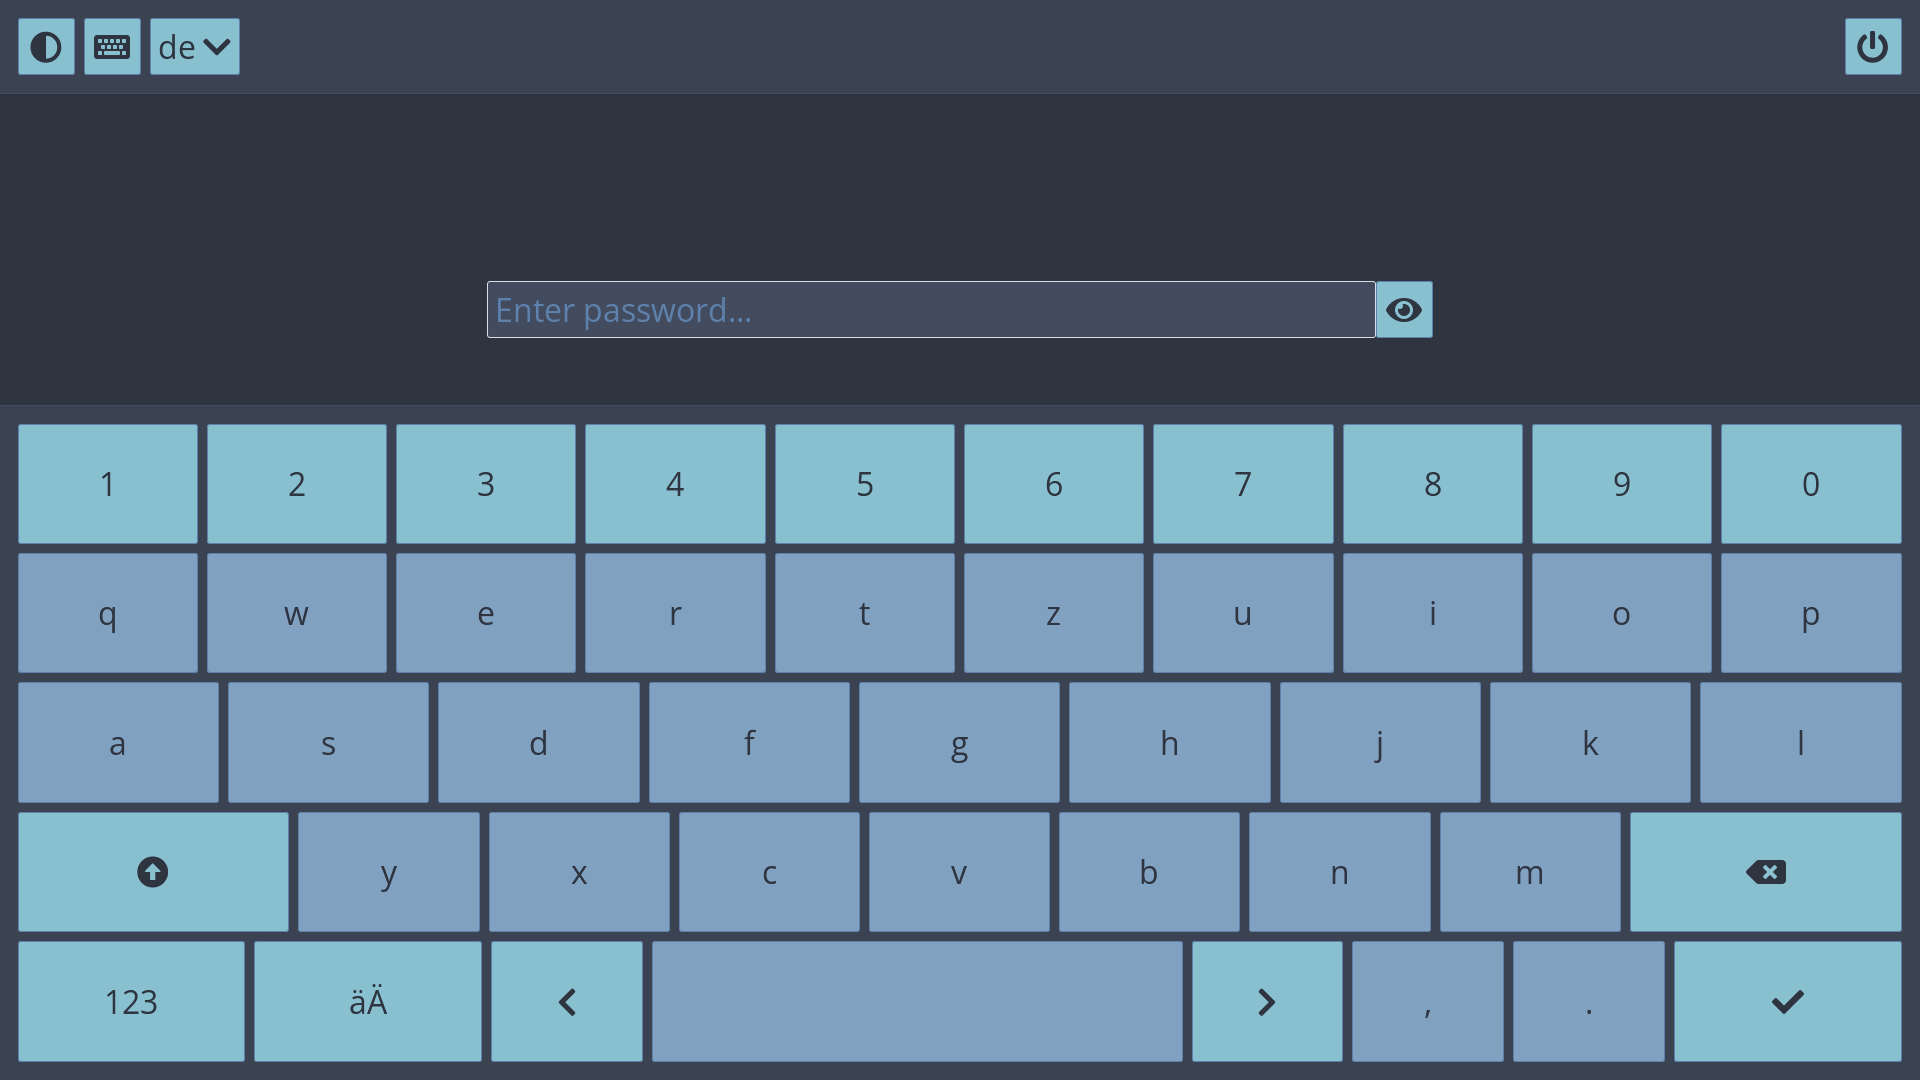 de
Enter password...
1 2 3 4 5 6 7 8 9 0
q w e r t z u i o p
a s d f g h j k l
y x c v b n m
123 äÄ , .